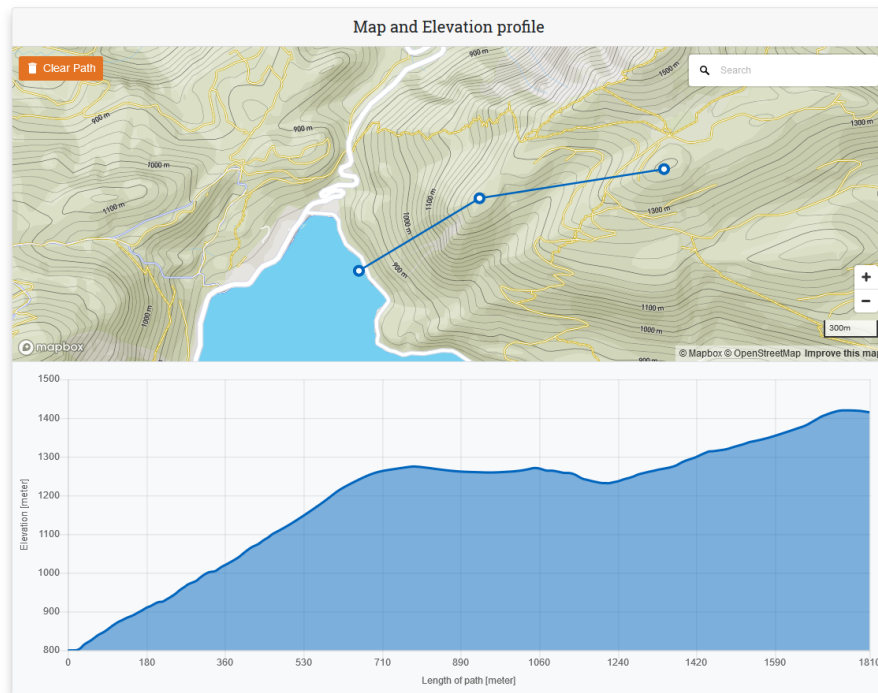 Map and Elevation profile
Clear Path
Search
900 m
1500 m
900 m
900 m
1300 m
1000 m
1100 m
1100 m
1000 m
1300 m
900 m
1000 m
1100 m
1000 m
900 m
+
−
300m
mapbox
© Mapbox © OpenStreetMap Improve this map
1500
1400
1300
1200
1100
1000
900
800
Elevation [meter]
0 180 360 530 710 890 1060 1240 1420 1590 1810
Length of path [meter]